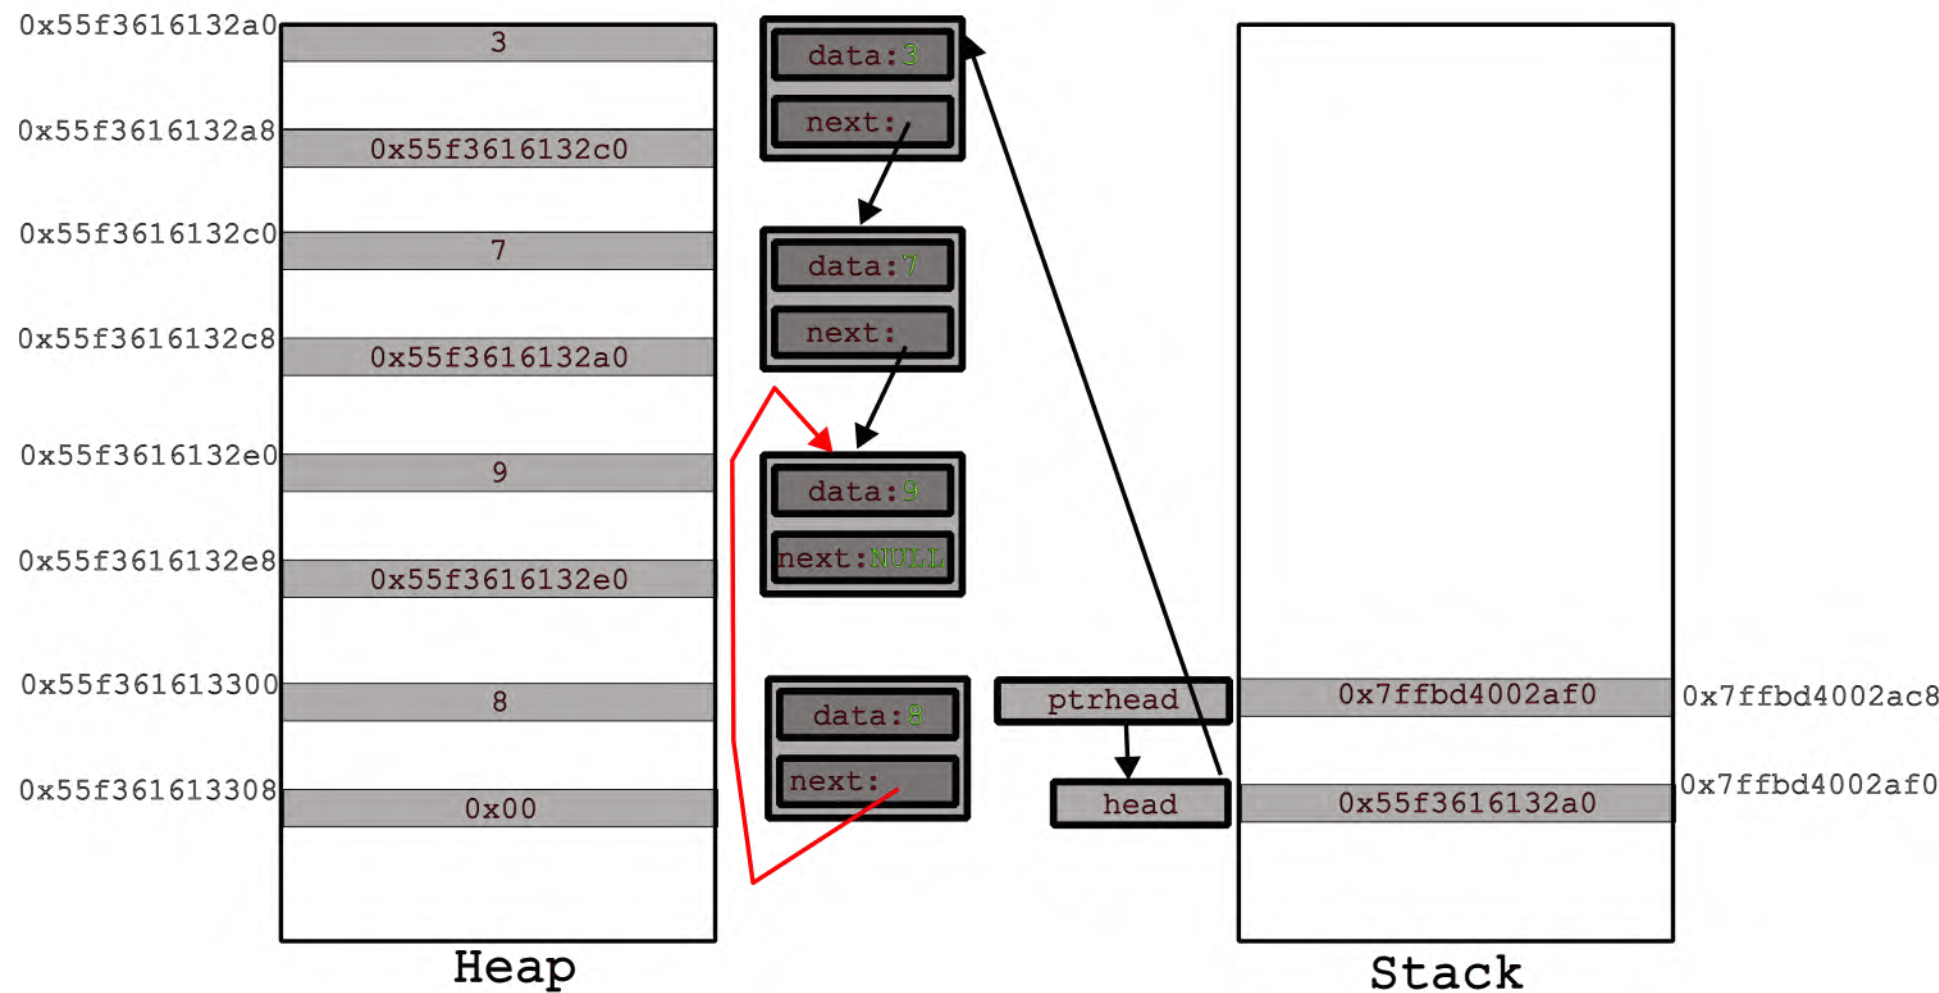 0x55f3616132a0
3
0x55f3616132a8
0x55f3616132c0
0x55f3616132c0
7
0x55f3616132c8
0x55f3616132a0
0x55f3616132e0
9
0x55f3616132e8
0x55f3616132e0
0x55f361613300
8
0x55f361613308
0x00
Heap
data:3
next:
data:7
next:
data:9
next:NULL
data:8
next:
ptrhead
head
0x7ffbd4002af0
0x7ffbd4002ac8
0x55f3616132a0
0x7ffbd4002af0
Stack